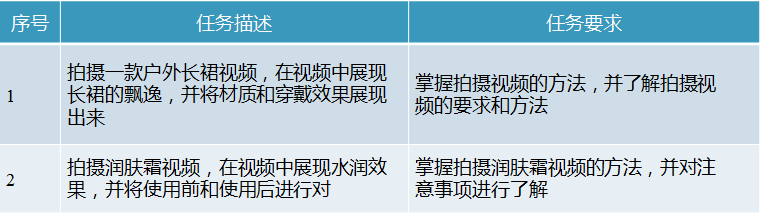 序号 任务描述 任务要求
1 拍摄一款户外长裙视频，在视频中展现
长裙的飘逸，并将材质和穿戴效果展现
出来
掌握拍摄视频的方法，并了解拍摄视
频的要求和方法
2 拍摄润肤霜视频，在视频中展现水润效
果，并将使用前和使用后进行对
掌握拍摄润肤霜视频的方法，并对注
意事项进行了解